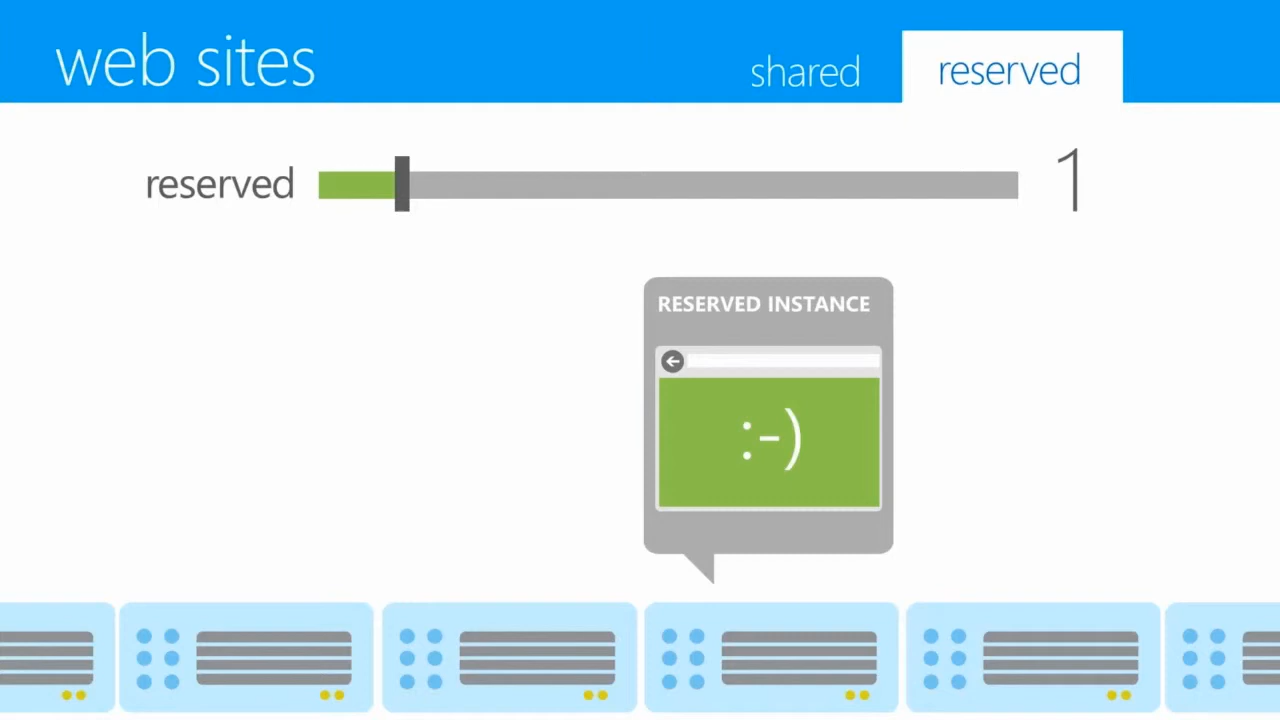 web sites
shared
reserved
reserved
1
RESERVED INSTANCE
:-)